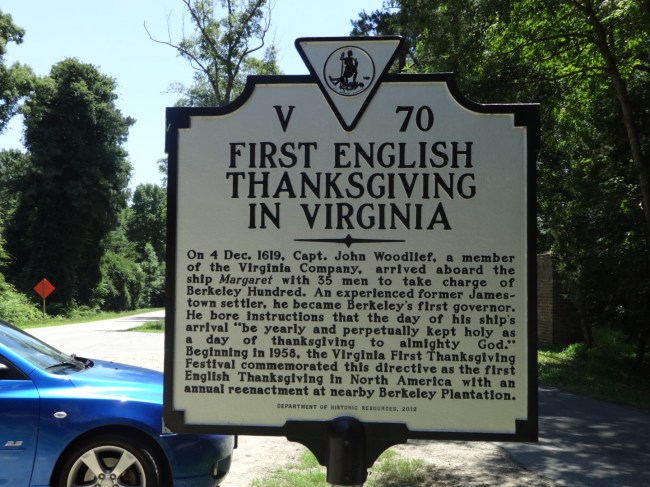 V 70
FIRST ENGLISH
THANKSGIVING
IN VIRGINIA
On 4 Dec. 1619, Capt. John Woodlief, a member
of the Virginia Company, arrived aboard the
ship Margaret with 35 men to take charge of
Berkeley Hundred. An experienced former James-
town settler, he became Berkeley's first governor.
He bore instructions that the day of his ship's
arrival "be yearly and perpetually kept holy as
a day of thanksgiving to almighty God."
Beginning in 1958, the Virginia First Thanksgiving
Festival commemorated this directive as the first
English Thanksgiving in North America with an
annual reenactment at nearby Berkeley Plantation.
DEPARTMENT OF HISTORIC RESOURCES, 2012
2.3